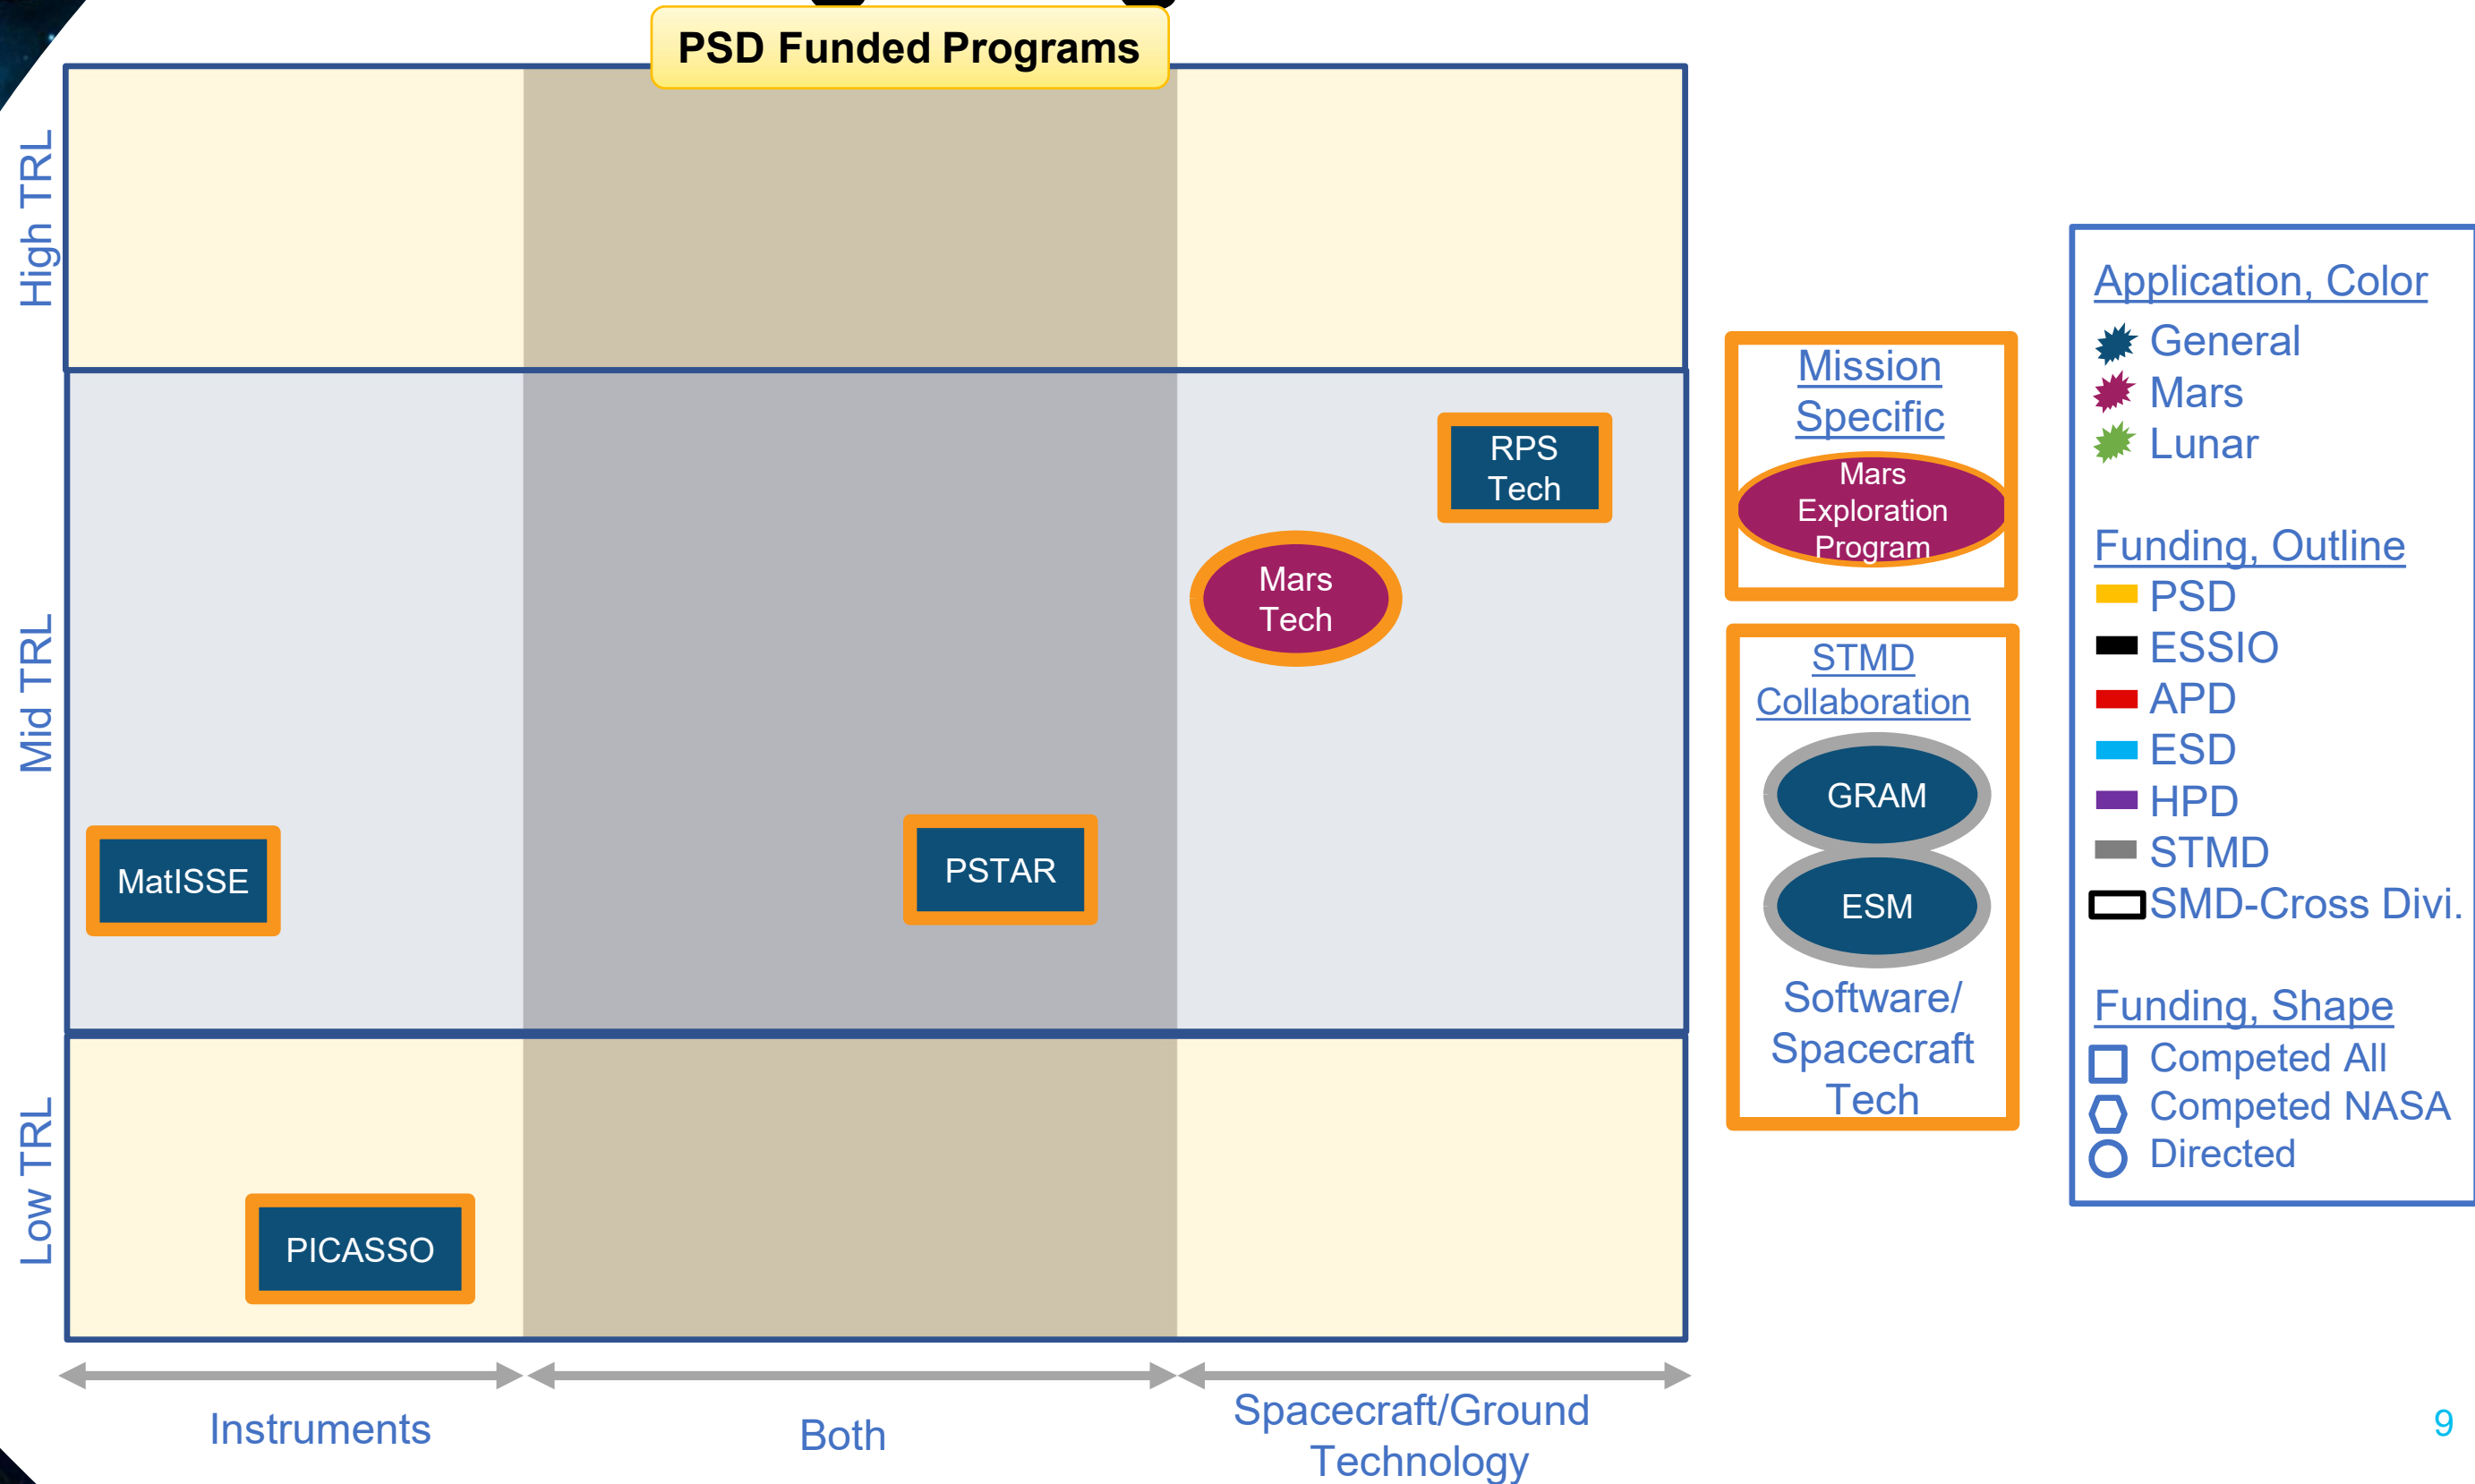 PSD Funded Programs
High TRL
Mid TRL
Low TRL
RPS
Tech
Mars
Tech
MatISSE
PSTAR
PICASSO
Instruments
Both
Spacecraft/Ground
Technology
Mission
Specific
Mars
Exploration
Program
STMD
Collaboration
GRAM
ESM
Software/
Spacecraft
Tech
Application, Color
General
Mars
Lunar
Funding, Outline
PSD
ESSIO
APD
ESD
HPD
STMD
SMD-Cross Divi.
Funding, Shape
Competed All
Competed NASA
Directed
9